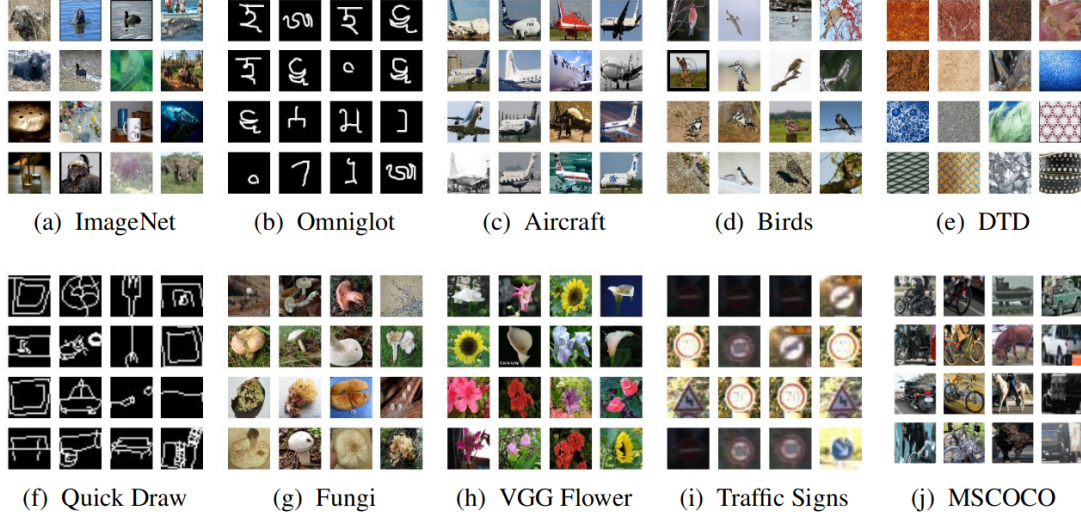 (a) ImageNet
(b) Omniglot
(c) Aircraft
(d) Birds
(e) DTD
(f) Quick Draw
(g) Fungi
(h) VGG Flower
(i) Traffic Signs
(j) MSCOCO